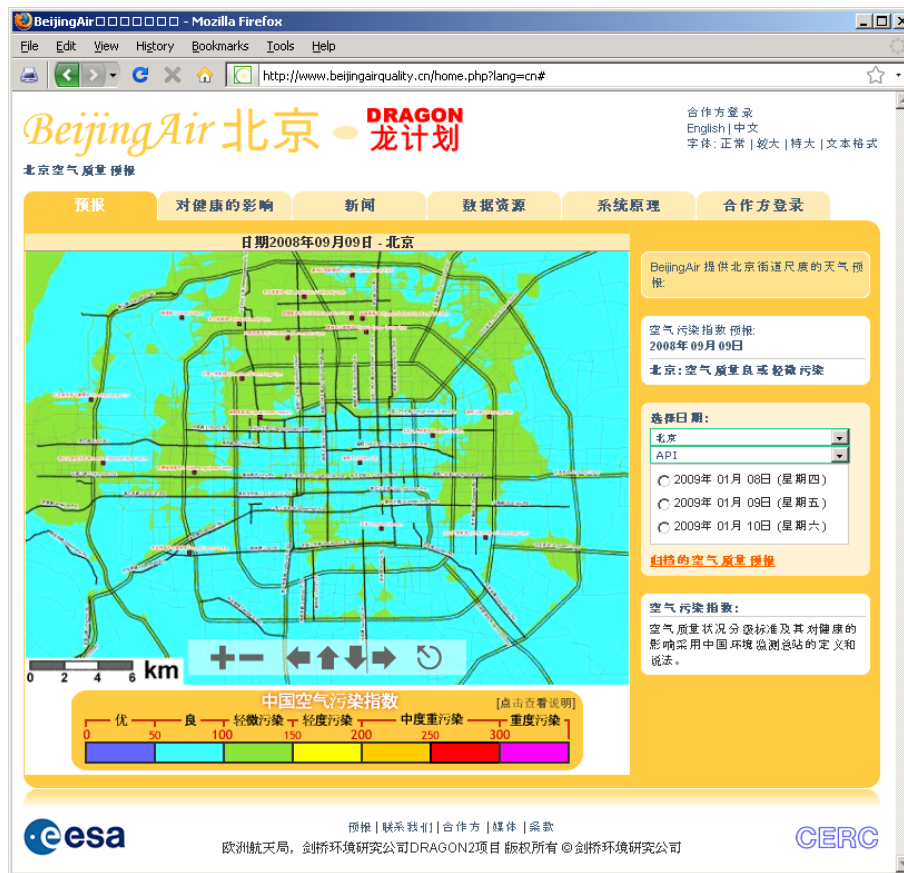 BeijingAir□□□□□□□ - Mozilla Firefox
File Edit View History Bookmarks Tools Help
http://www.beijingairquality.cn/home.php?lang=cn#
BeijingAir 北京
DRAGON
龙计划
合作方登录
English | 中文
字体: 正常 | 较大 | 特大 | 文本格式
北京空气质量预报
预报 对健康的影响 新闻 数据资源 系统原理 合作方登录
日期2008年09月09日 - 北京
BeijingAir 提供北京街道尺度的天气预
报:
空气污染指数预报:
2008年09月09日
北京: 空气质量良或轻微污染
选择日期:
北京
API
2009年 01月 08日 (星期四)
2009年 01月 09日 (星期五)
2009年 01月 10日 (星期六)
归档的空气质量预报
空气污染指数:
空气质量状况分级标准及其对健康的
影响采用中国环境监测总站的定义和
说法。
0 2 4 6 km
中国空气污染指数 [点击查看说明]
优 良 轻微污染 轻度污染 中度重污染 重度污染
0 50 100 150 200 250 300
预报 | 联系我们 | 合作方 | 媒体 | 条款
欧洲航天局, 剑桥环境研究公司DRAGON2项目 版权所有 © 剑桥环境研究公司
esa
CERC